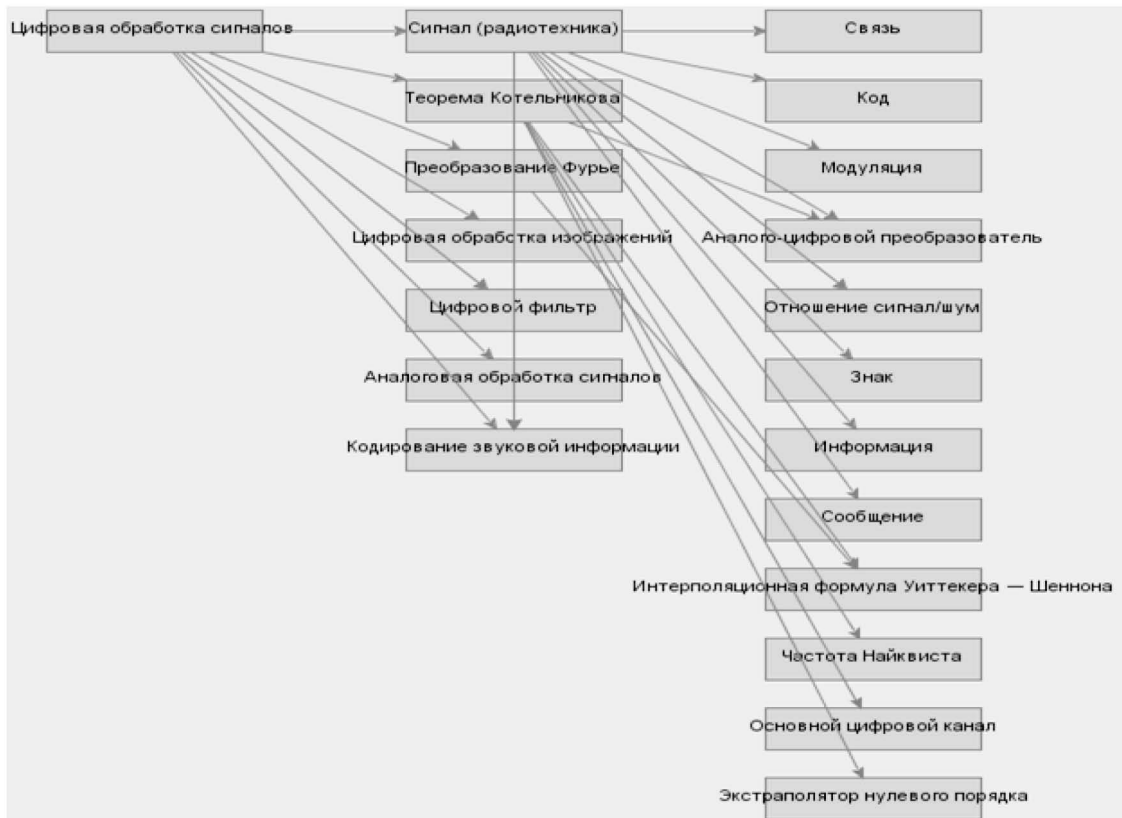 Цифровая обработка сигналов
Сигнал (радиотехника)
Связь
Теорема Котельникова
Код
Преобразование Фурье
Модуляция
Цифровая обработка изображений
Аналого-цифровой преобразователь
Цифровой фильтр
Отношение сигнал/шум
Аналоговая обработка сигналов
Знак
Кодирование звуковой информации
Информация
Сообщение
Интерполяционная формула Уиттекера — Шеннона
Частота Найквиста
Основной цифровой канал
Экстраполятор нулевого порядка